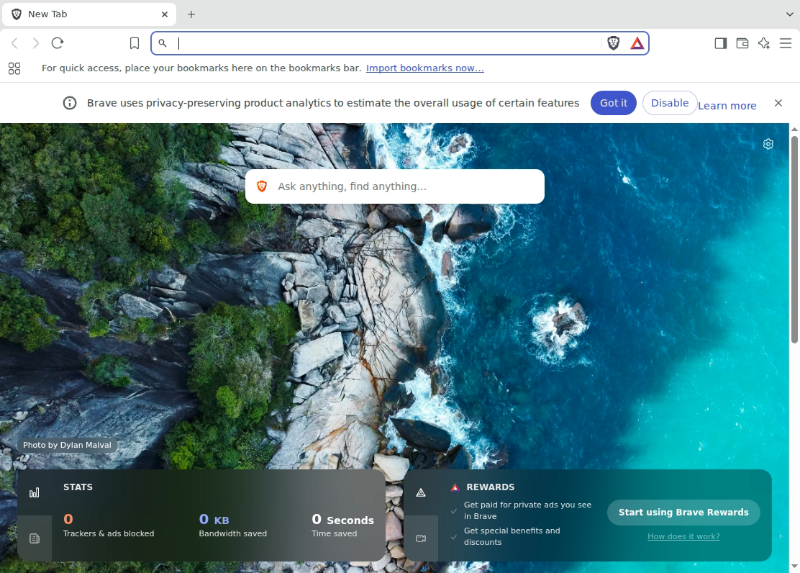 New Tab
For quick access, place your bookmarks here on the bookmarks bar. Import bookmarks now...
Brave uses privacy-preserving product analytics to estimate the overall usage of certain features
Got it
Disable
Learn more
Ask anything, find anything...
Photo by Dylan Malval
STATS
0
Trackers & ads blocked
0 KB
Bandwidth saved
0 Seconds
Time saved
REWARDS
Get paid for private ads you see
in Brave
Get special benefits and
discounts
Start using Brave Rewards
How does it work?